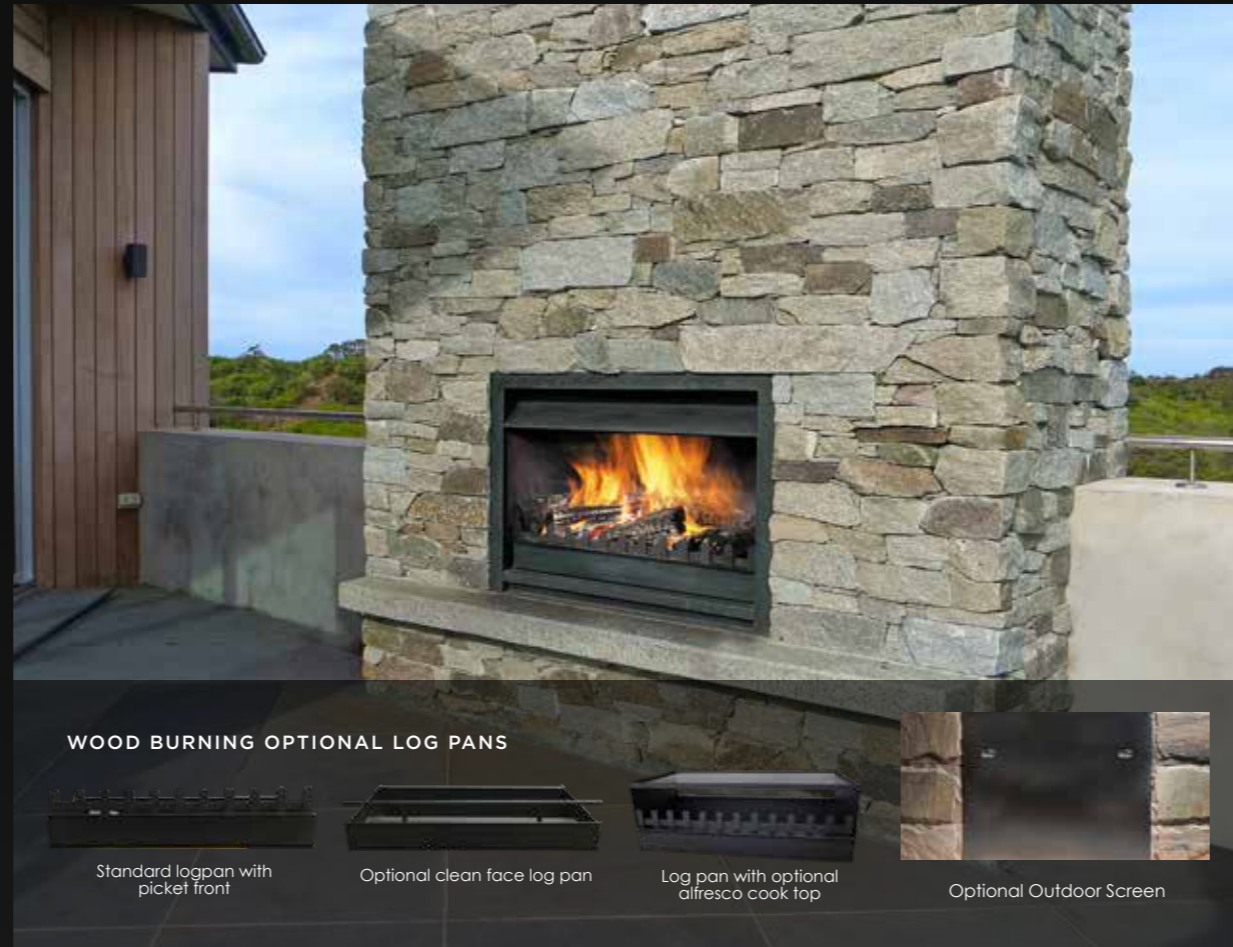 WOOD BURNING OPTIONAL LOG PANS
Standard logpan with
picket front
Optional clean face log pan
Log pan with optional
alfresco cook top
Optional Outdoor Screen